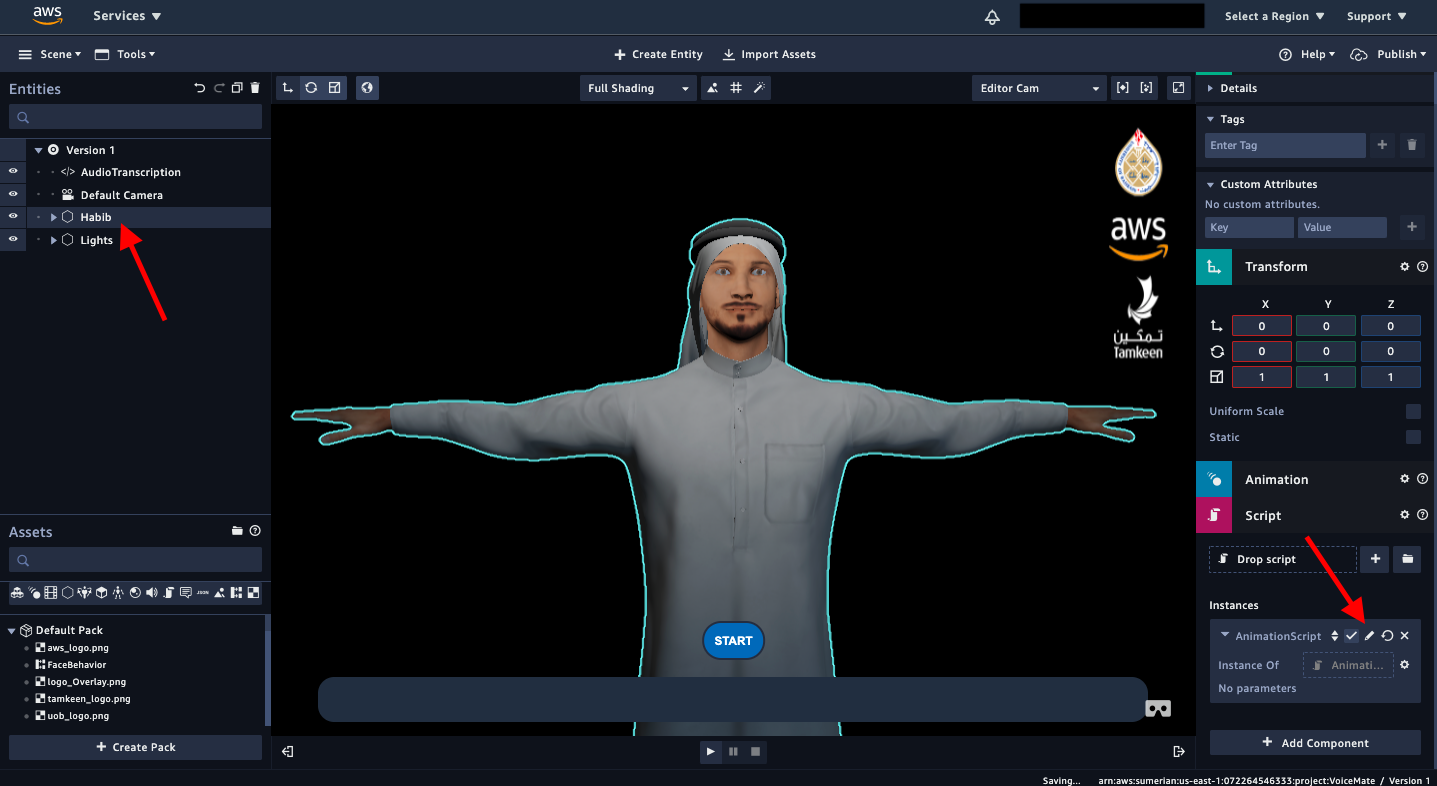 aws
Services
Select a Region
Support
Scene
Tools
Create Entity
Import Assets
Help
Publish
Entities
Version 1
AudioTranscription
Default Camera
Habib
Lights
Assets
Default Pack
aws_logo.png
FaceBehavior
logo_Overlay.png
tamkeen_logo.png
uob_logo.png
Create Pack
Full Shading
Editor Cam
aws
تمكين
Tamkeen
START
Details
Tags
Enter Tag
Custom Attributes
No custom attributes.
Key Value
Transform
X Y Z
0 0 0
0 0 0
1 1 1
Uniform Scale
Static
Animation
Script
Drop script
Instances
AnimationScript
Instance Of Animati...
No parameters
Add Component
Saving... arn:aws:sumerian:us-east-1:072264546333:project:VoiceMate / Version 1